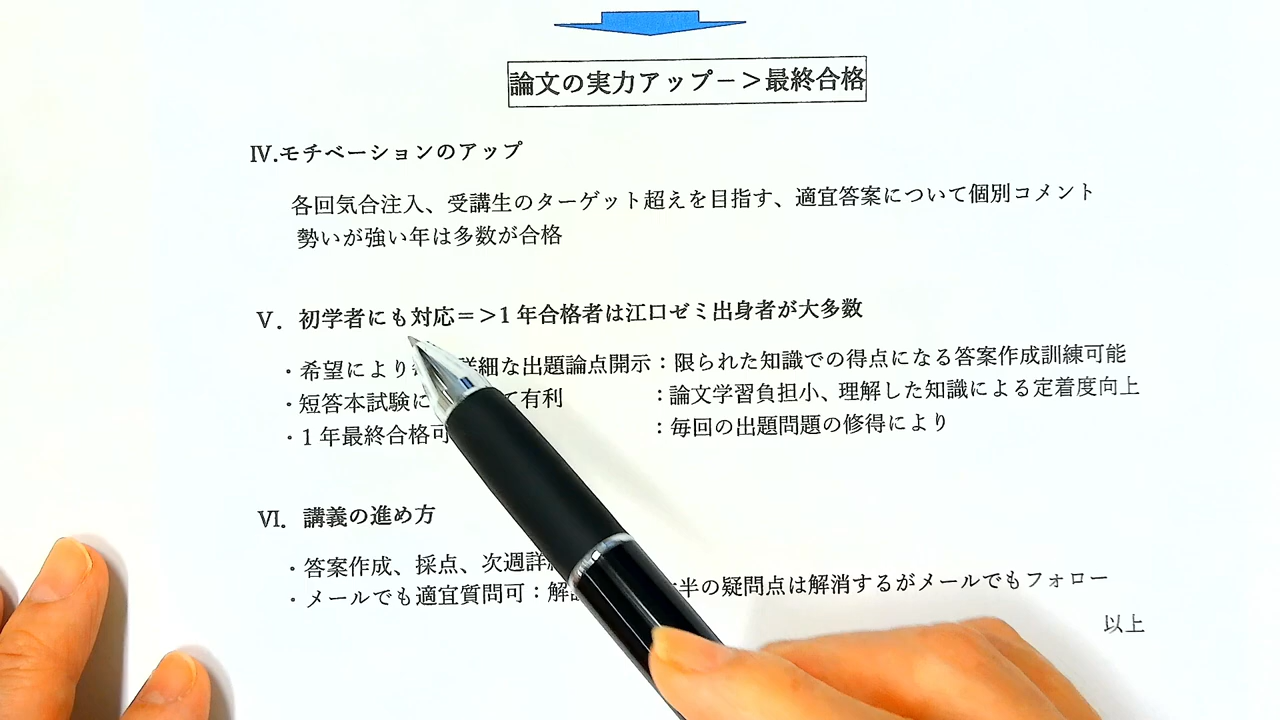 論文の実力アップ－＞最終合格
Ⅳ.モチベーションのアップ
各回気合注入、受講生のターゲット超えを目指す、適宜答案について個別コメント
勢いが強い年は多数が合格
Ⅴ．初学者にも対応＝＞1年合格者は江口ゼミ出身者が大多数
・希望により 詳細な出題論点開示：限られた知識での得点になる答案作成訓練可能
・短答本試験に て有利 ：論文学習負担小、理解した知識による定着度向上
・1年最終合格可 ：毎回の出題問題の修得により
Ⅵ．講義の進め方
・答案作成、採点、次週詳
・メールでも適宜質問可：解 半の疑問点は解消するがメールでもフォロー
以上